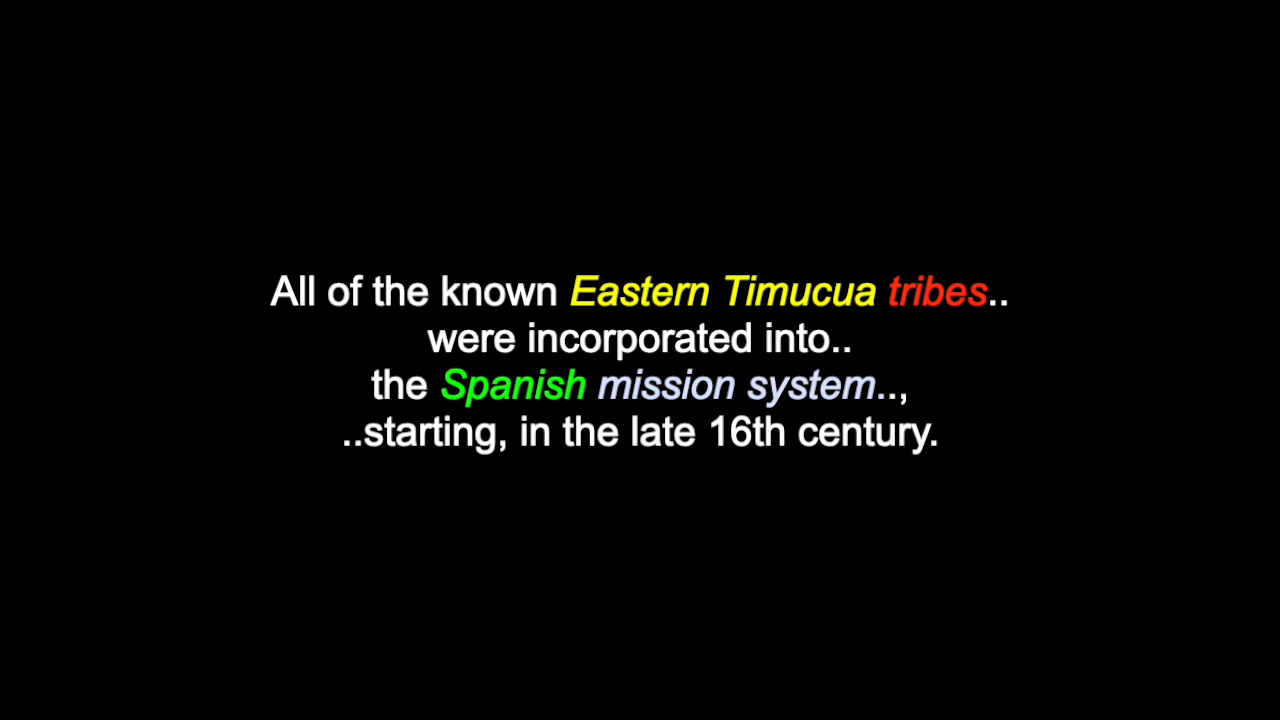 All of the known Eastern Timucua tribes..
were incorporated into..
the Spanish mission system..,
..starting, in the late 16th century.